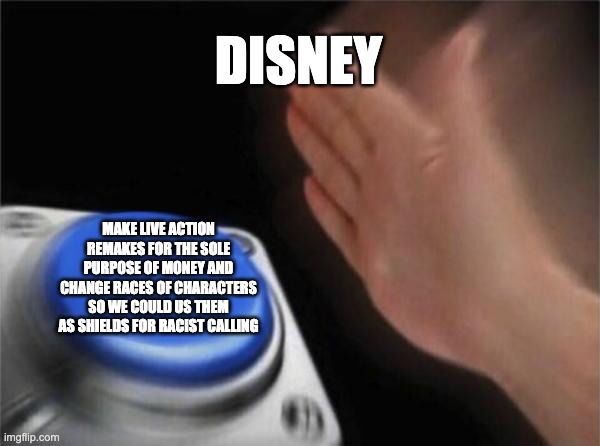 DISNEY
MAKE LIVE ACTION
REMAKES FOR THE SOLE
PURPOSE OF MONEY AND
CHANGE RACES OF CHARACTERS
SO WE COULD US THEM
AS SHIELDS FOR RACIST CALLING
imgflip.com